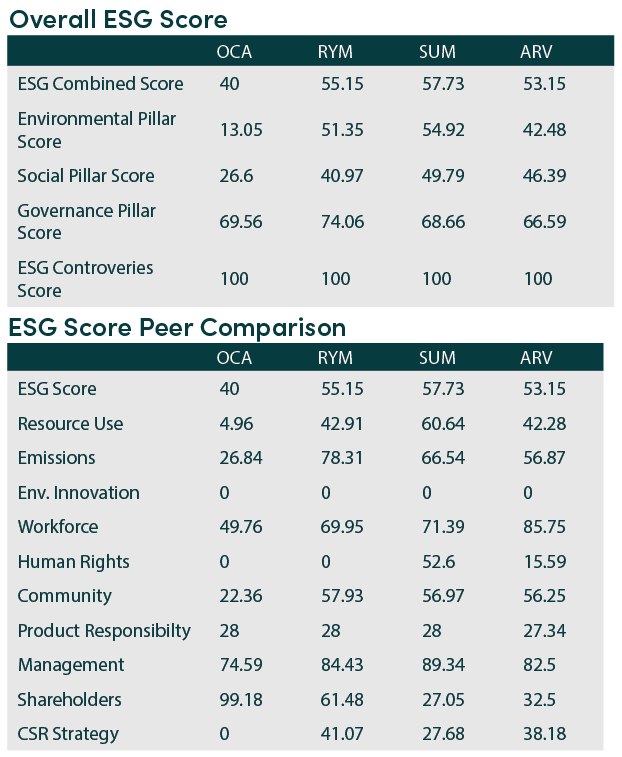 Overall ESG Score
OCA RYM SUM ARV
ESG Combined Score 40 55.15 57.73 53.15
Environmental Pillar
Score 13.05 51.35 54.92 42.48
Social Pillar Score 26.6 40.97 49.79 46.39
Governance Pillar
Score 69.56 74.06 68.66 66.59
ESG Controveries
Score 100 100 100 100
ESG Score Peer Comparison
OCA RYM SUM ARV
ESG Score 40 55.15 57.73 53.15
Resource Use 4.96 42.91 60.64 42.28
Emissions 26.84 78.31 66.54 56.87
Env. Innovation 0 0 0 0
Workforce 49.76 69.95 71.39 85.75
Human Rights 0 0 52.6 15.59
Community 22.36 57.93 56.97 56.25
Product Responsibilty 28 28 28 27.34
Management 74.59 84.43 89.34 82.5
Shareholders 99.18 61.48 27.05 32.5
CSR Strategy 0 41.07 27.68 38.18